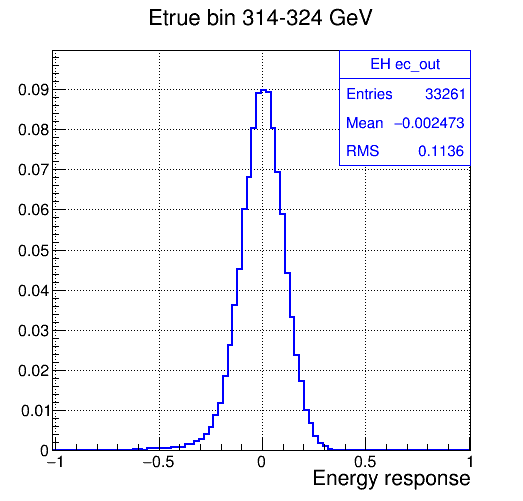 Etrue bin 314-324 GeV
EH ec_out
Entries 33261
Mean −0.002473
RMS 0.1136
0.09
0.08
0.07
0.06
0.05
0.04
0.03
0.02
0.01
0
−1 −0.5 0 0.5 1
Energy response